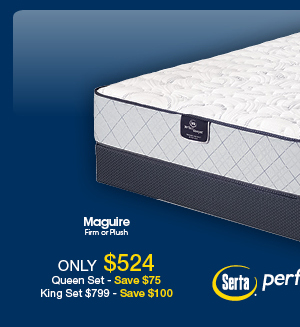 Maguire
Firm or Plush
ONLY $524
Queen Set - Save $75
King Set $799 - Save $100
Serta
perf